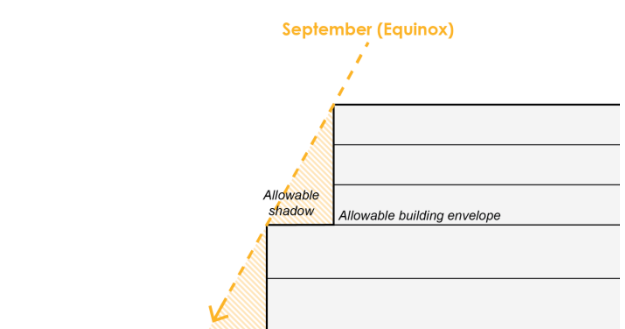 September (Equinox)
Allowable
shadow
Allowable building envelope